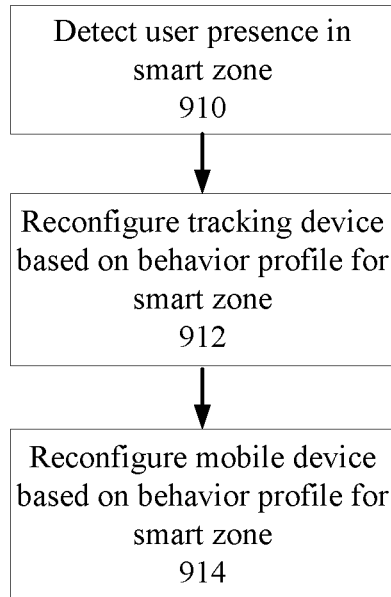 Detect user presence in
smart zone
910
Reconfigure tracking device
based on behavior profile for
smart zone
912
Reconfigure mobile device
based on behavior profile for
smart zone
914